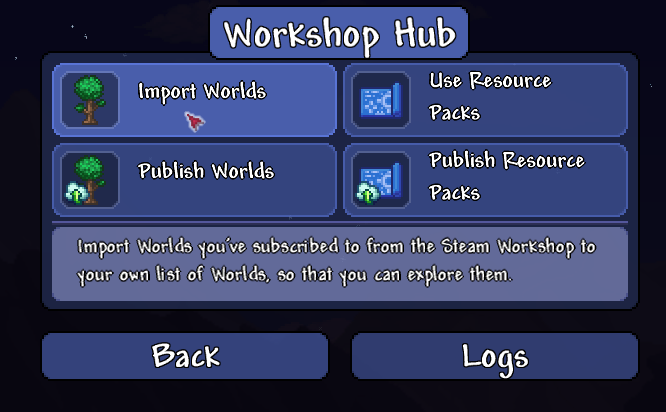 Workshop Hub
Import Worlds
Use Resource
Packs
Publish Worlds
Publish Resource
Packs
Import Worlds you've subscribed to from the Steam Workshop to
your own list of Worlds, so that you can explore them.
Back
Logs